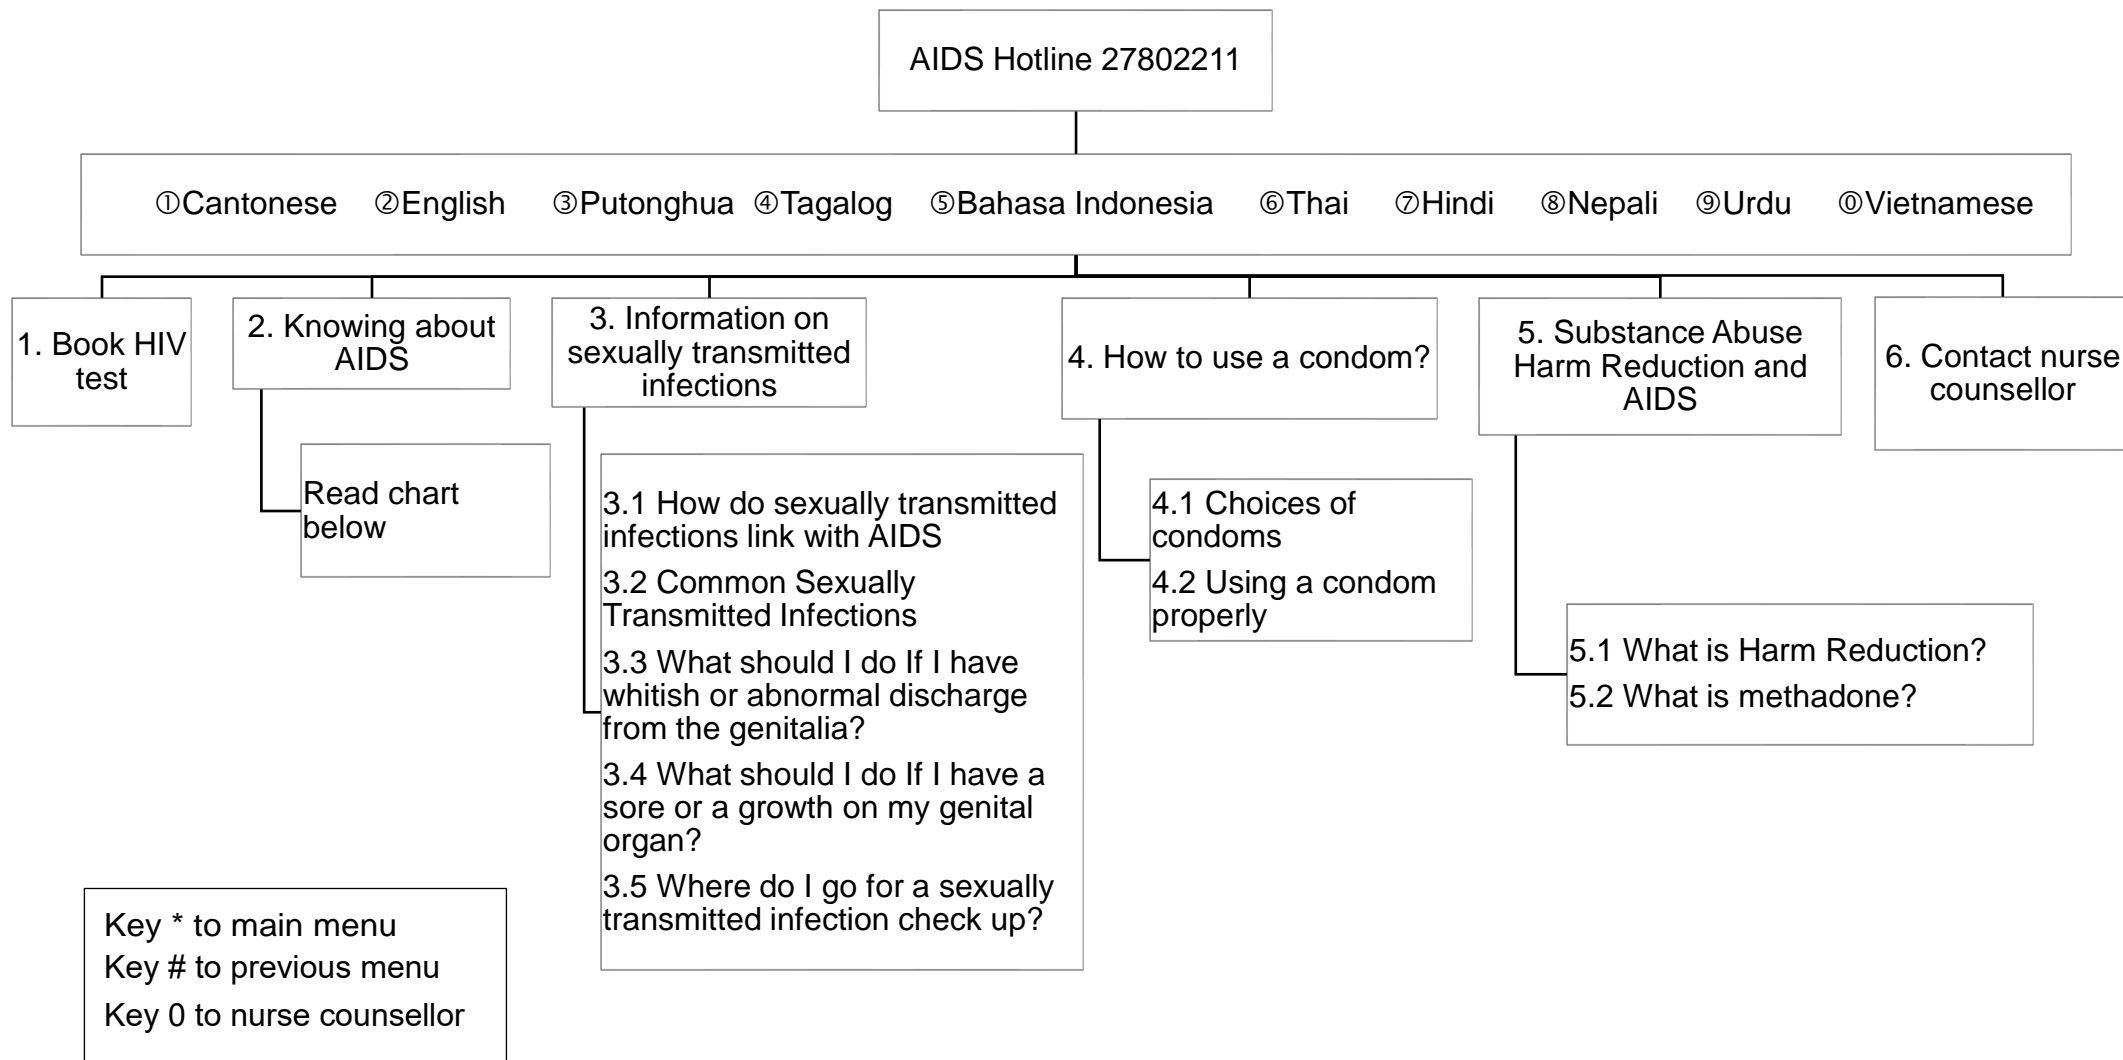 AIDS Hotline 27802211
①Cantonese ②English ③Putonghua ④Tagalog ⑤Bahasa Indonesia ⑥Thai ⑦Hindi ⑧Nepali ⑨Urdu ⓪Vietnamese
1. Book HIV
test
2. Knowing about
AIDS
Read chart
below
3. Information on
sexually transmitted
infections
3.1 How do sexually transmitted
infections link with AIDS
3.2 Common Sexually
Transmitted Infections
3.3 What should I do If I have
whitish or abnormal discharge
from the genitalia?
3.4 What should I do If I have a
sore or a growth on my genital
organ?
3.5 Where do I go for a sexually
transmitted infection check up?
4. How to use a condom?
4.1 Choices of
condoms
4.2 Using a condom
properly
5. Substance Abuse
Harm Reduction and
AIDS
5.1 What is Harm Reduction?
5.2 What is methadone?
6. Contact nurse
counsellor
Key * to main menu
Key # to previous menu
Key 0 to nurse counsellor